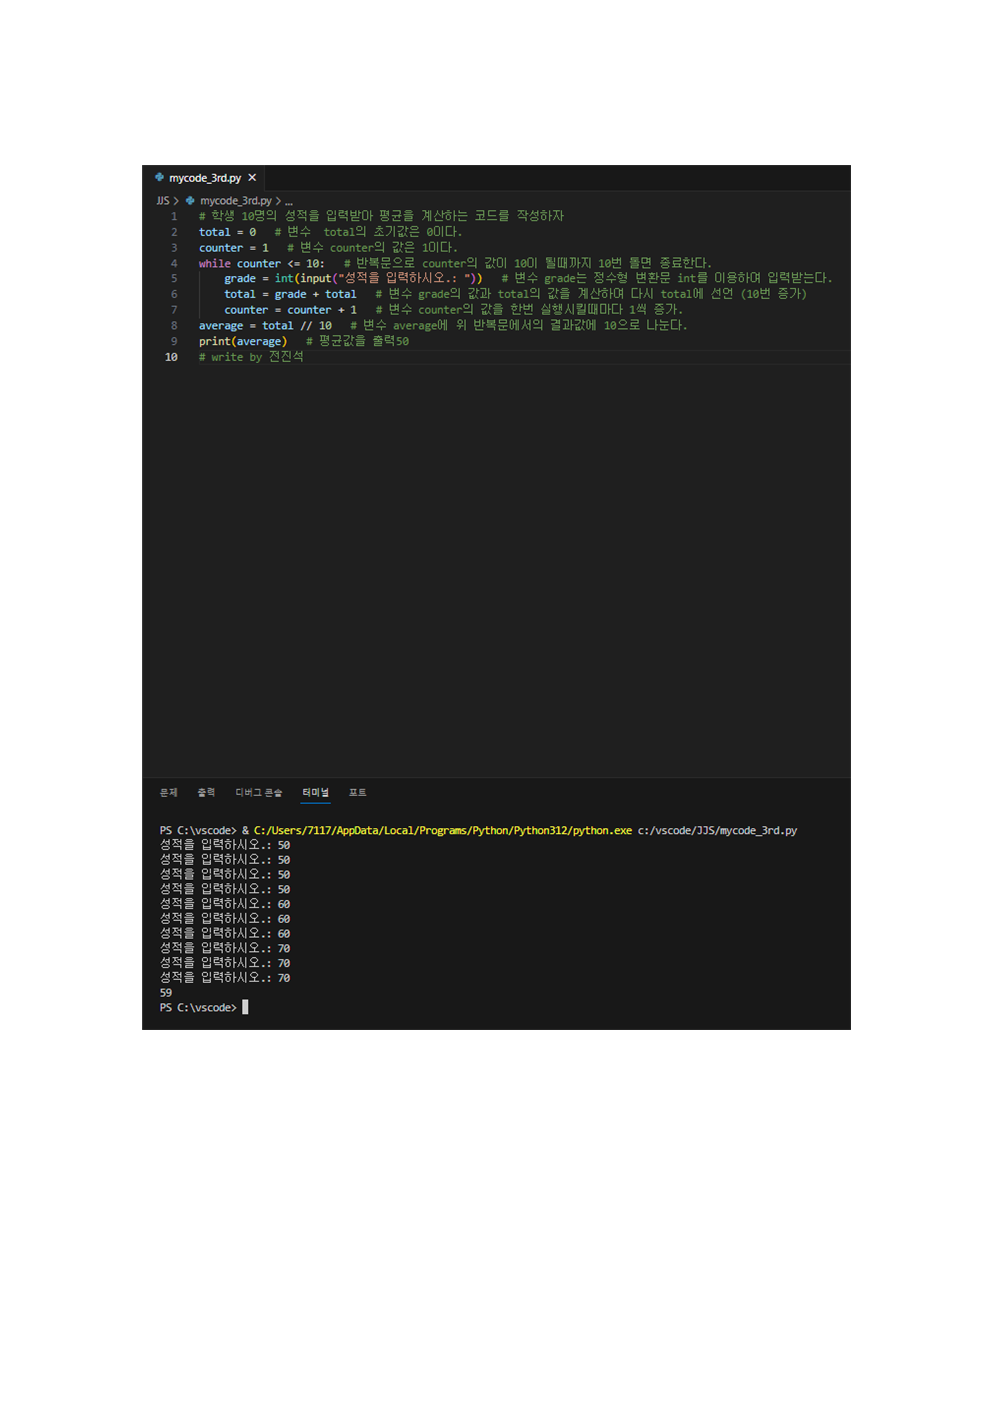 mycode_3rd.py ×
JJS > mycode_3rd.py > ...
1 # 학생 10명의 성적을 입력받아 평균을 계산하는 코드를 작성하자
2 total = 0 # 변수 total의 초기값은 0이다.
3 counter = 1 # 변수 counter의 값은 1이다.
4 while counter <= 10: # 반복문으로 counter의 값이 10이 될때까지 10번 돌면 종료한다.
5 grade = int(input("성적을 입력하시오.: ")) # 변수 grade는 정수형 변환문 int를 이용하여 입력받는다.
6 total = grade + total # 변수 grade의 값과 total의 값을 계산하며 다시 total에 선언 (10번 증가)
7 counter = counter + 1 # 변수 counter의 값을 한번 실행시킬때마다 1씩 증가.
8 average = total // 10 # 변수 average에 위 반복문에서의 결과값에 10으로 나눈다.
9 print(average) # 평균값을 출력50
10 # write by 전진석
문제 출력 디버그 콘솔 터미널 포트
PS C:\vscode> & C:/Users/7117/AppData/Local/Programs/Python/Python312/python.exe c:/vscode/JJS/mycode_3rd.py
성적을 입력하시오.: 50
성적을 입력하시오.: 50
성적을 입력하시오.: 50
성적을 입력하시오.: 50
성적을 입력하시오.: 60
성적을 입력하시오.: 60
성적을 입력하시오.: 60
성적을 입력하시오.: 70
성적을 입력하시오.: 70
성적을 입력하시오.: 70
59
PS C:\vscode>